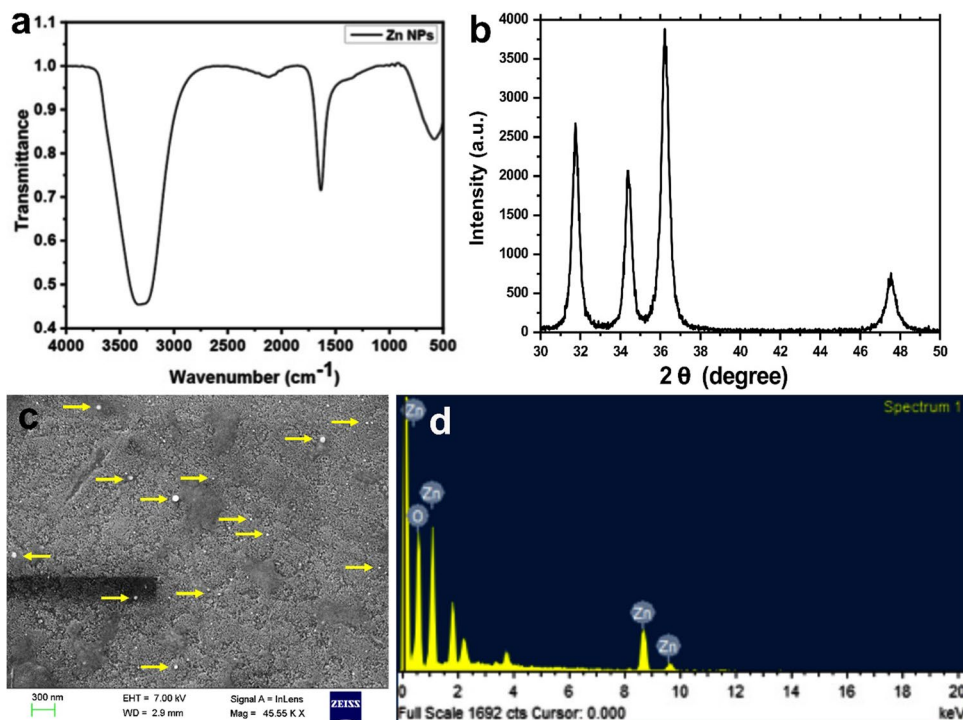 a
Zn NPs
1.1
1.0
0.9
0.8
0.7
0.6
0.5
0.4
Transmittance
4000 3500 3000 2500 2000 1500 1000 500
Wavenumber (cm-1)
b
4000
3500
3000
2500
2000
1500
1000
500
0
Intensity (a.u.)
30 32 34 36 38 40 42 44 46 48 50
2 θ (degree)
c
300 nm
EHT = 7.00 kV
Signal A = InLens
WD = 2.9 mm
Mag = 45.55 K X
ZEISS
d
Spectrum 1
Zn
Zn
O
Zn
Zn
0 2 4 6 8 10 12 14 16 18 20
Full Scale 1692 cts Cursor: 0.000
keV